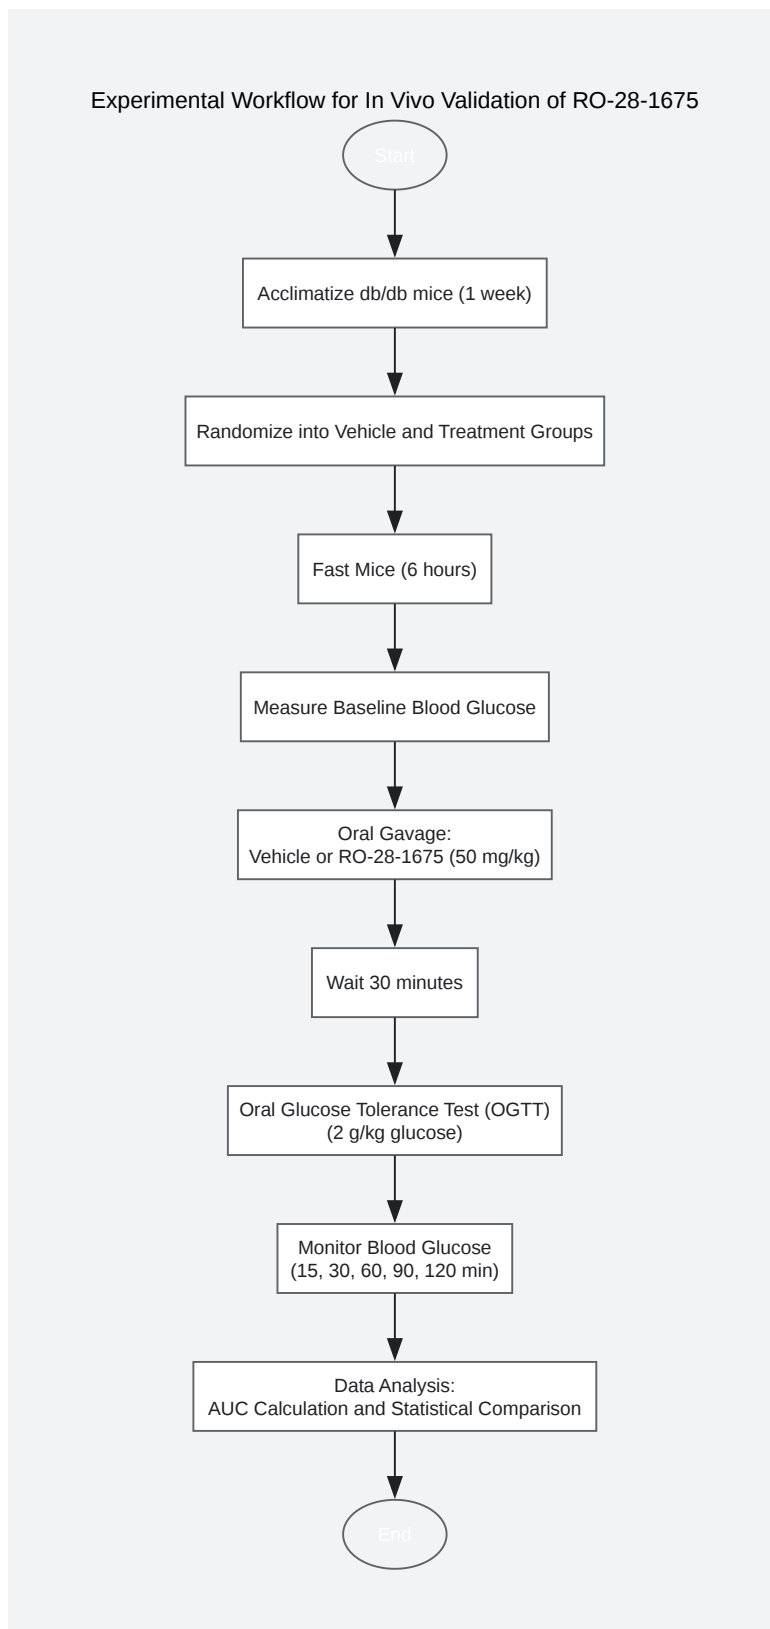 Experimental Workflow for In Vivo Validation of RO-28-1675
Start
Acclimatize db/db mice (1 week)
Randomize into Vehicle and Treatment Groups
Fast Mice (6 hours)
Measure Baseline Blood Glucose
Oral Gavage:
Vehicle or RO-28-1675 (50 mg/kg)
Wait 30 minutes
Oral Glucose Tolerance Test (OGTT)
(2 g/kg glucose)
Monitor Blood Glucose
(15, 30, 60, 90, 120 min)
Data Analysis:
AUC Calculation and Statistical Comparison
End